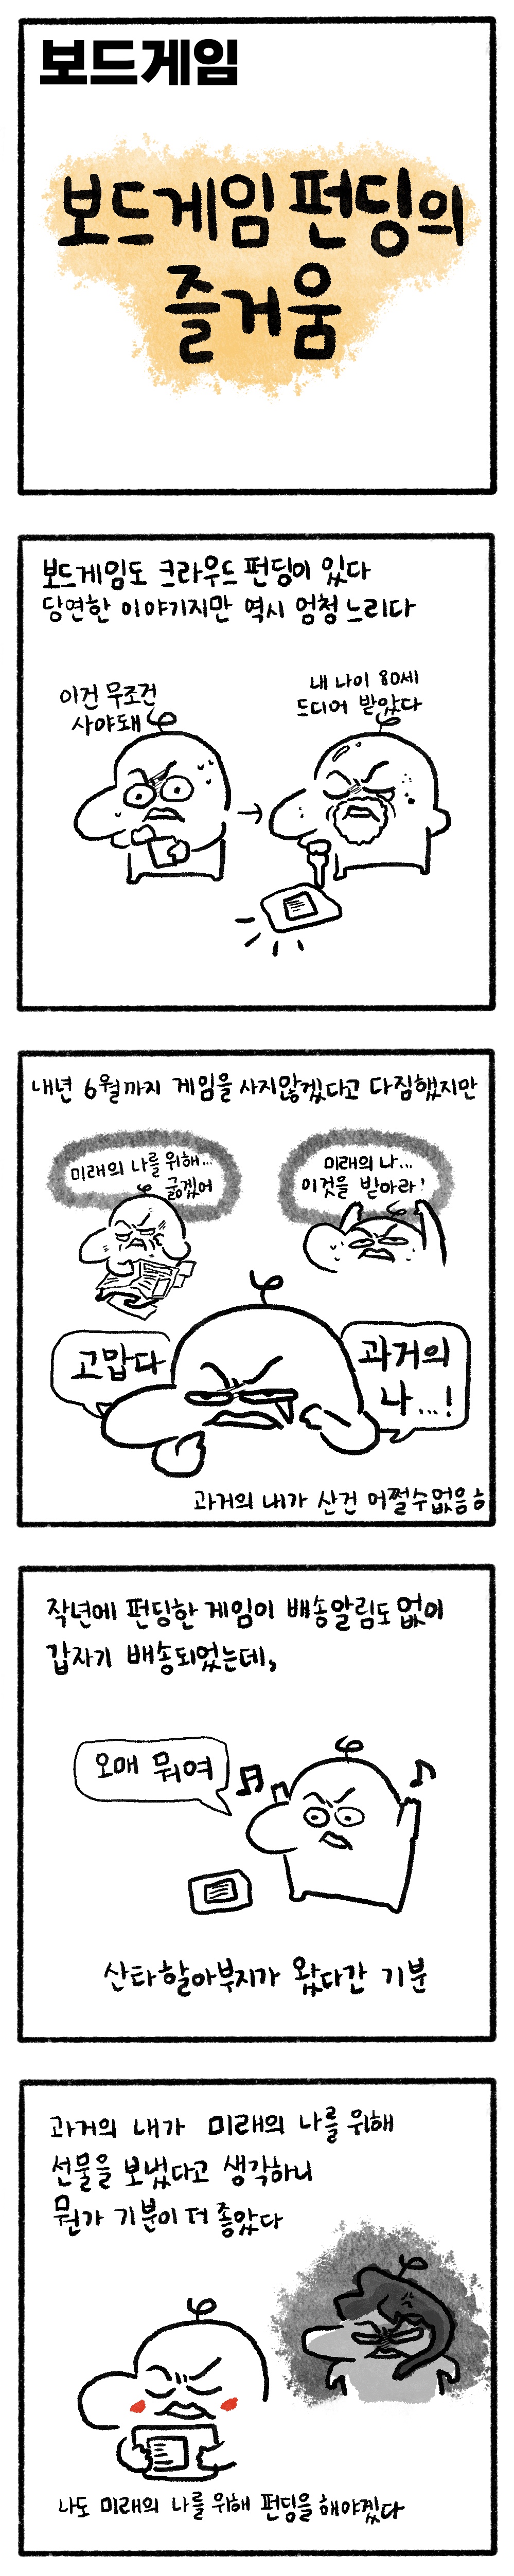 보드게임
보드게임 펀딩의
즐거움
보드게임도 크라우드 펀딩이 있다
당연한 이야기지만 역시 엄청 느리다
이건 무조건
사야돼
내 나이 80세
드디어 받았다
내년 6월까지 게임을 사지않겠다고 다짐했지만
미래의 나를 위해...
굶겠어
미래의 나...
이것을 받아라!
고맙다
과거의
나...!
과거의 내가 산건 어쩔수없음ㅎ
작년에 펀딩한 게임이 배송알림도 없이
갑자기 배송되었는데,
오매 뭐여
산타할아부지가 왔다간 기분
과거의 내가 미래의 나를 위해
선물을 보냈다고 생각하니
뭔가 기분이 더 좋았다
나도 미래의 나를 위해 펀딩을 해야겠다